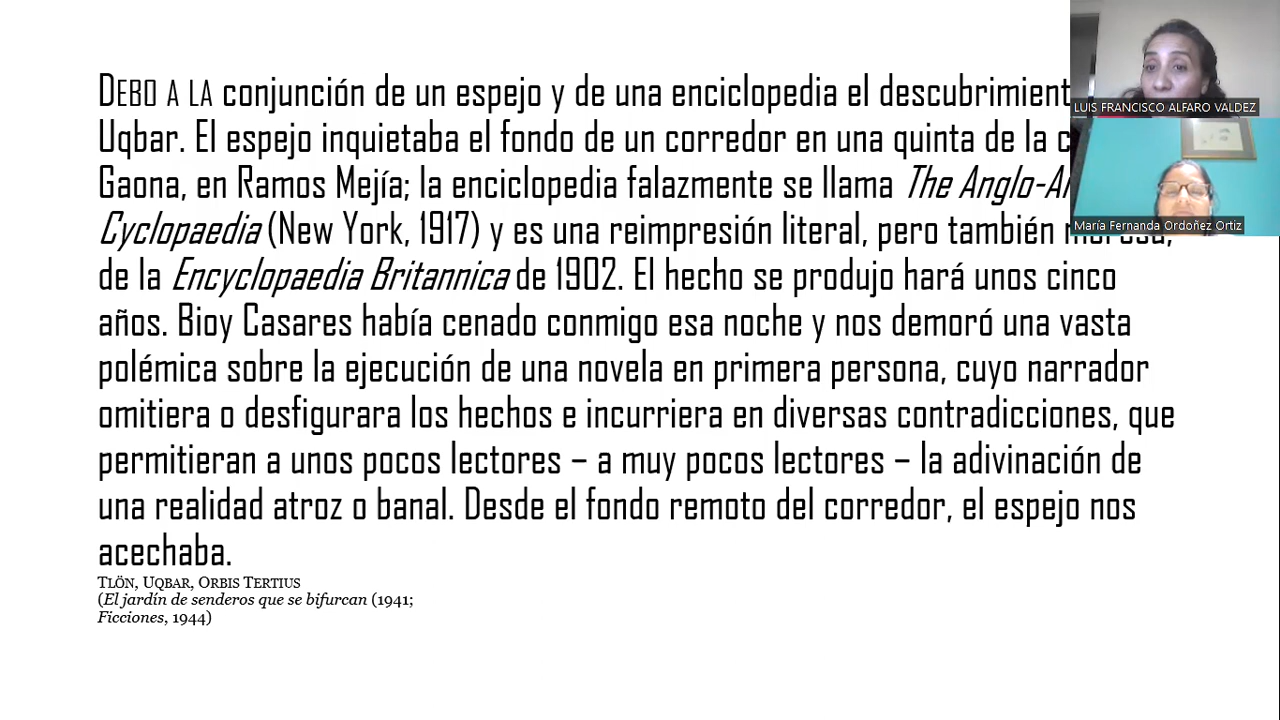 DEBO A LA conjunción de un espejo y de una enciclopedia el descubrimient
Uqbar. El espejo inquietaba el fondo de un corredor en una quinta de la c
Gaona, en Ramos Mejía; la enciclopedia falazmente se llama The Anglo-A
Cyclopaedia (New York, 1917) y es una reimpresión literal, pero también
de la Encyclopaedia Britannica de 1902. El hecho se produjo hará unos cinco
años. Bioy Casares había cenado conmigo esa noche y nos demoró una vasta
polémica sobre la ejecución de una novela en primera persona, cuyo narrador
omitiera o desfigurara los hechos e incurriera en diversas contradicciones, que
permitieran a unos pocos lectores – a muy pocos lectores – la adivinación de
una realidad atroz o banal. Desde el fondo remoto del corredor, el espejo nos
acechaba.
TLÖN, UQBAR, ORBIS TERTIUS
(El jardín de senderos que se bifurcan (1941;
Ficciones, 1944)
LUIS FRANCISCO ALFARO VALDEZ
María Fernanda Ordoñez Ortiz